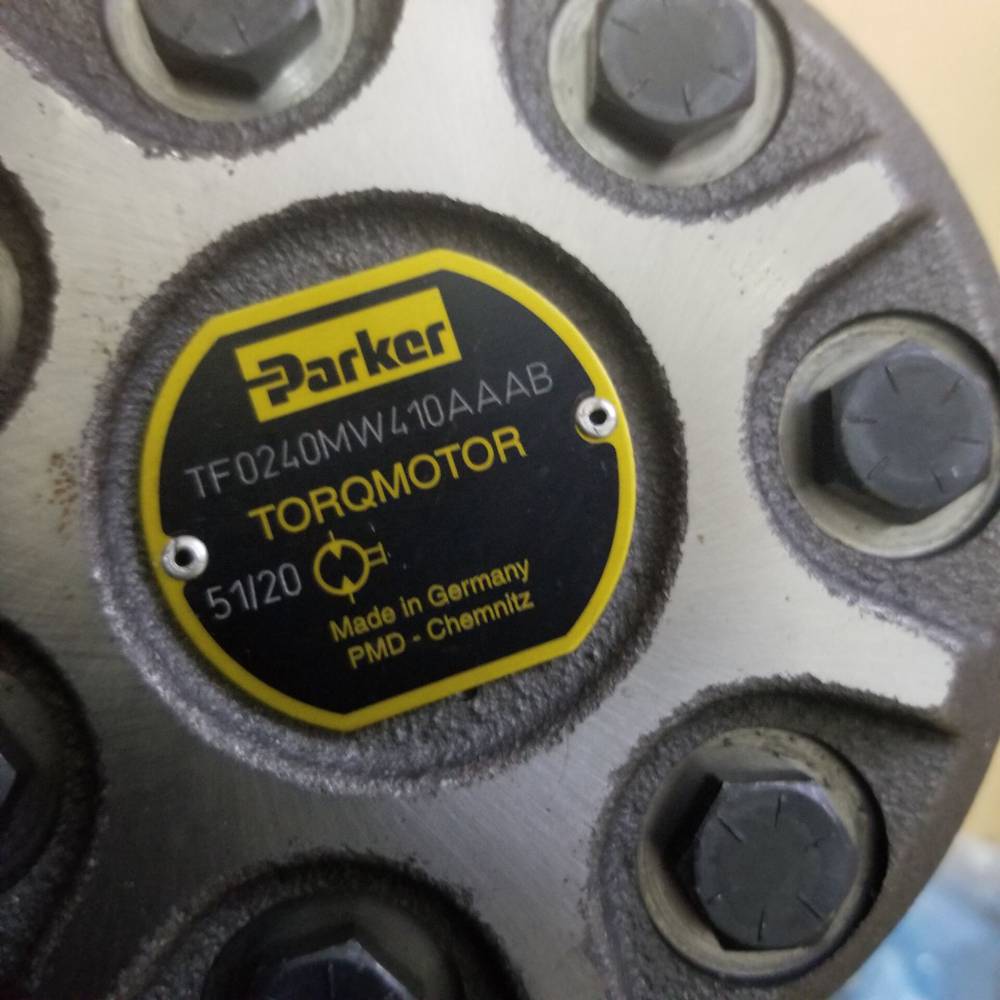 Parker
TF0240MW410AAAB
TORQMOTOR
51/20
Made in Germany
PMD - Chemnitz